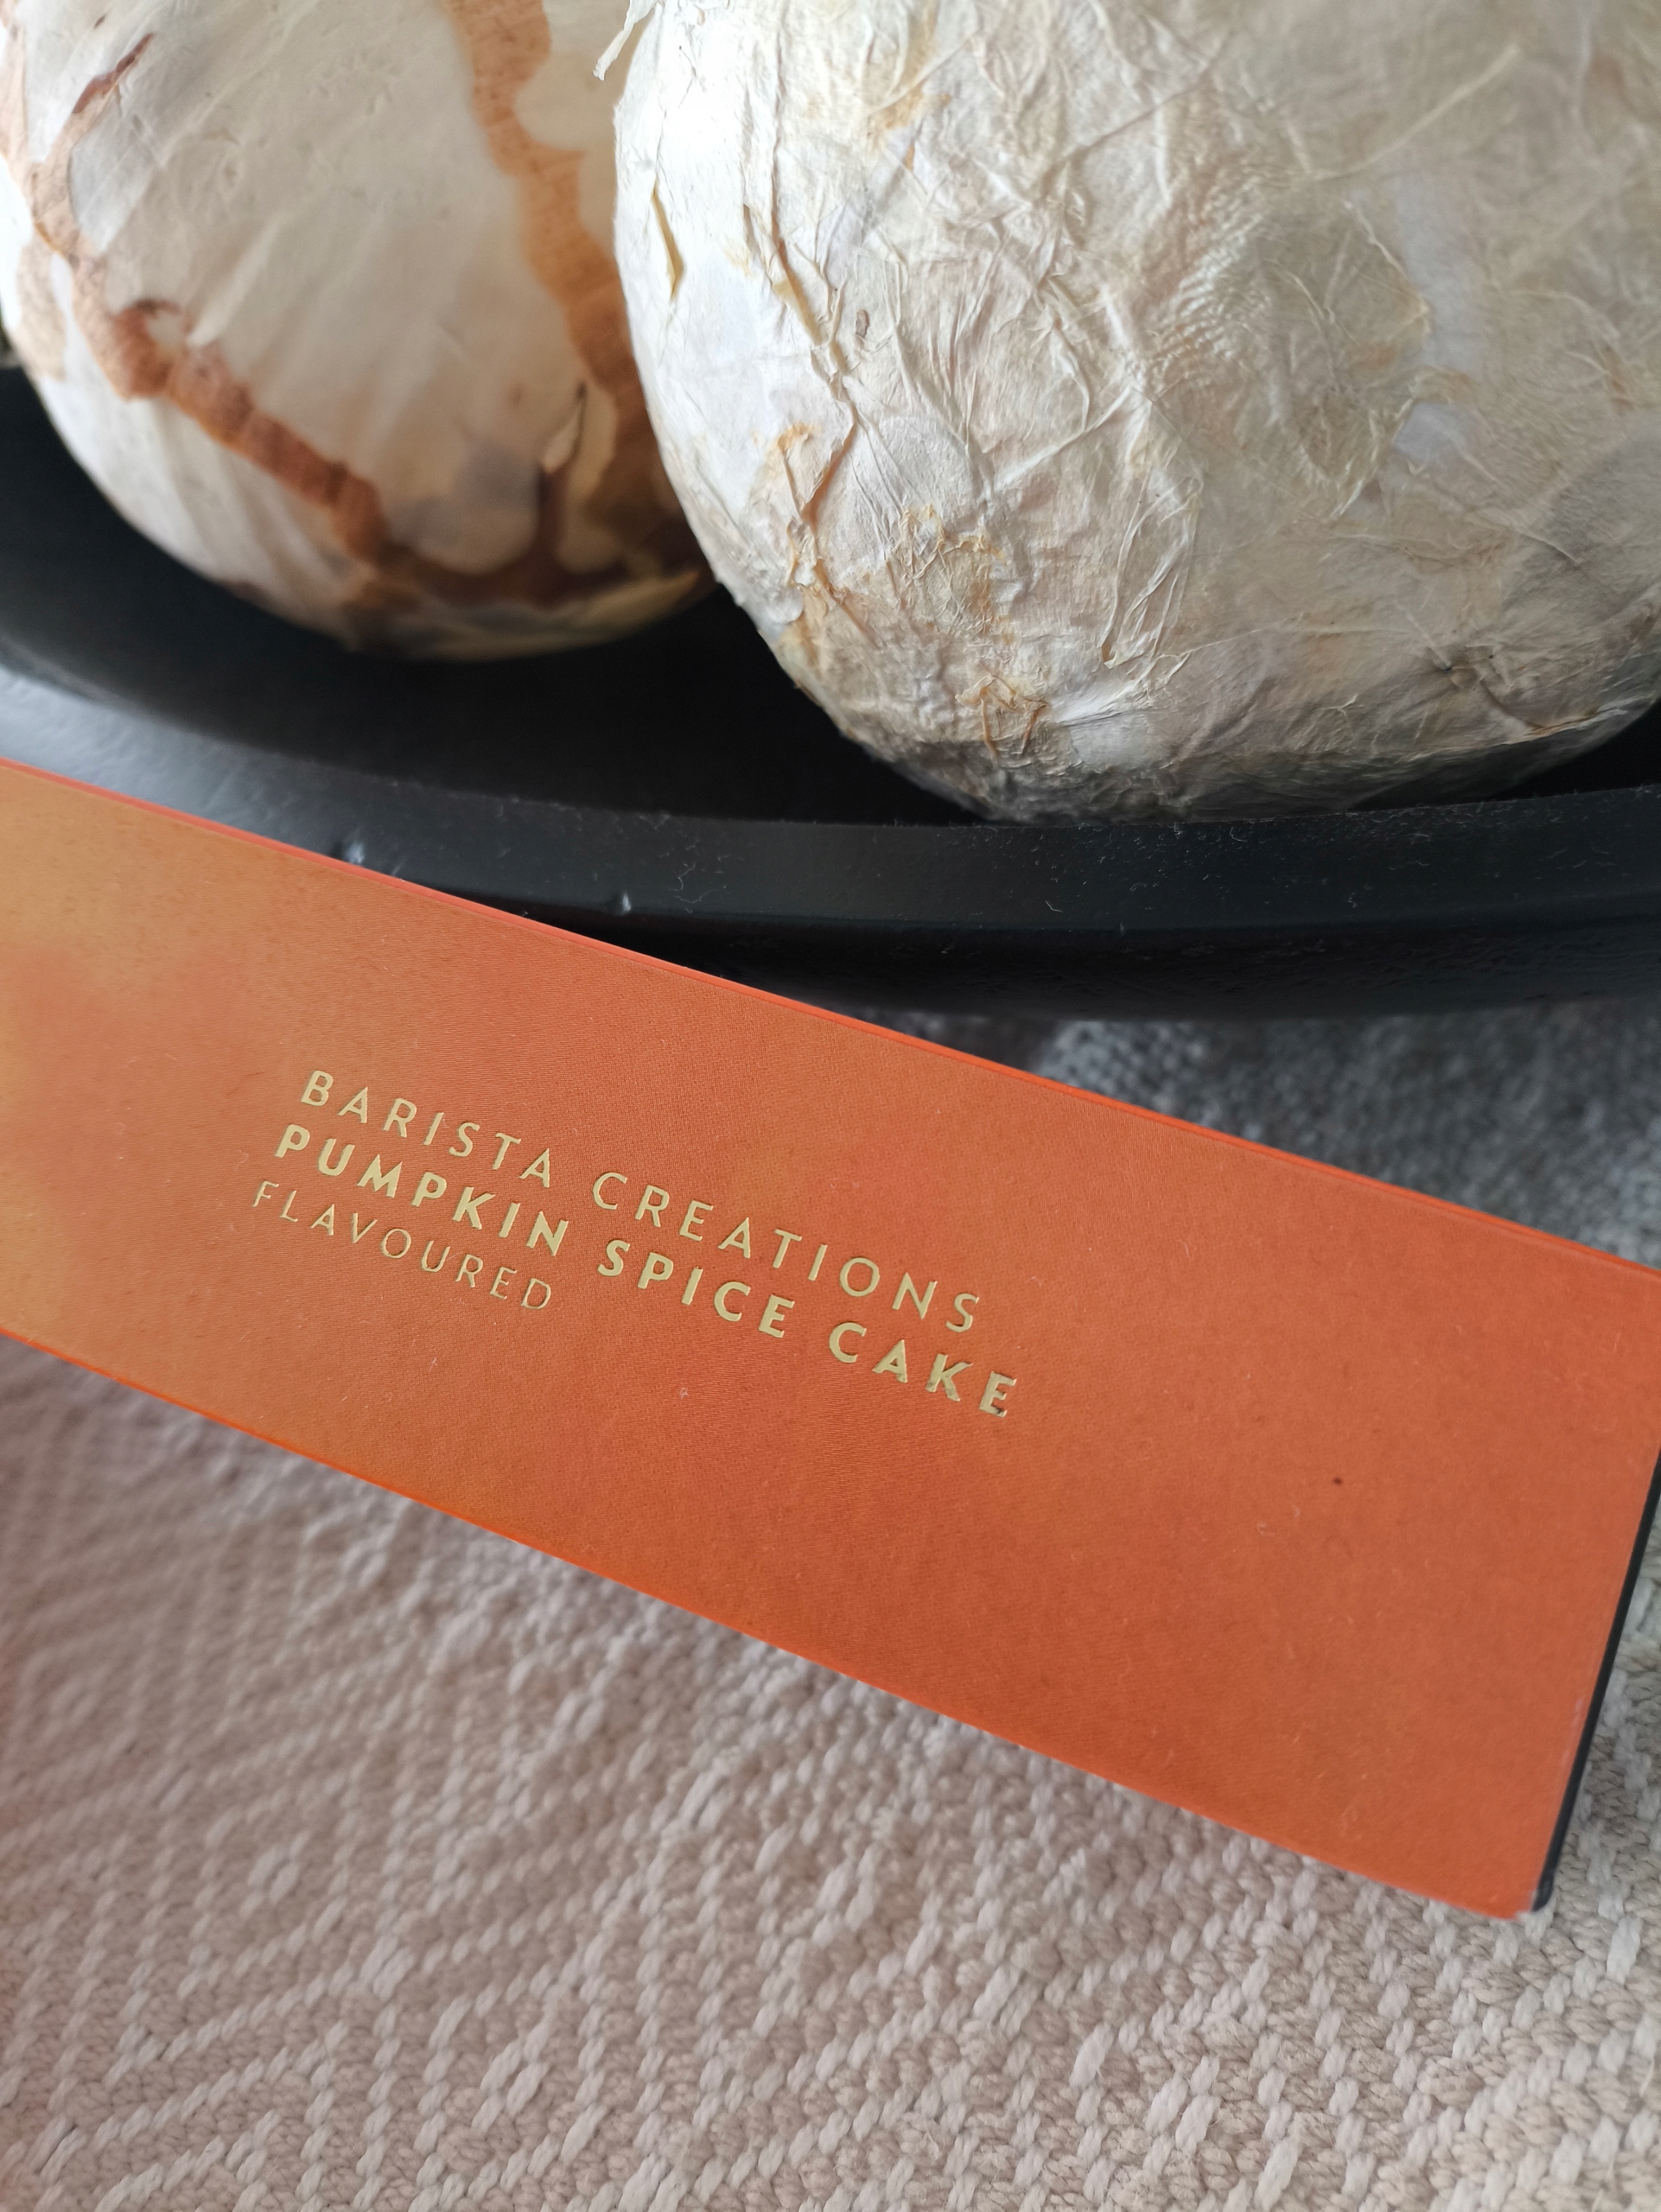 BARISTA CREATIONS
PUMPKIN SPICE CAKE
FLAVOURED